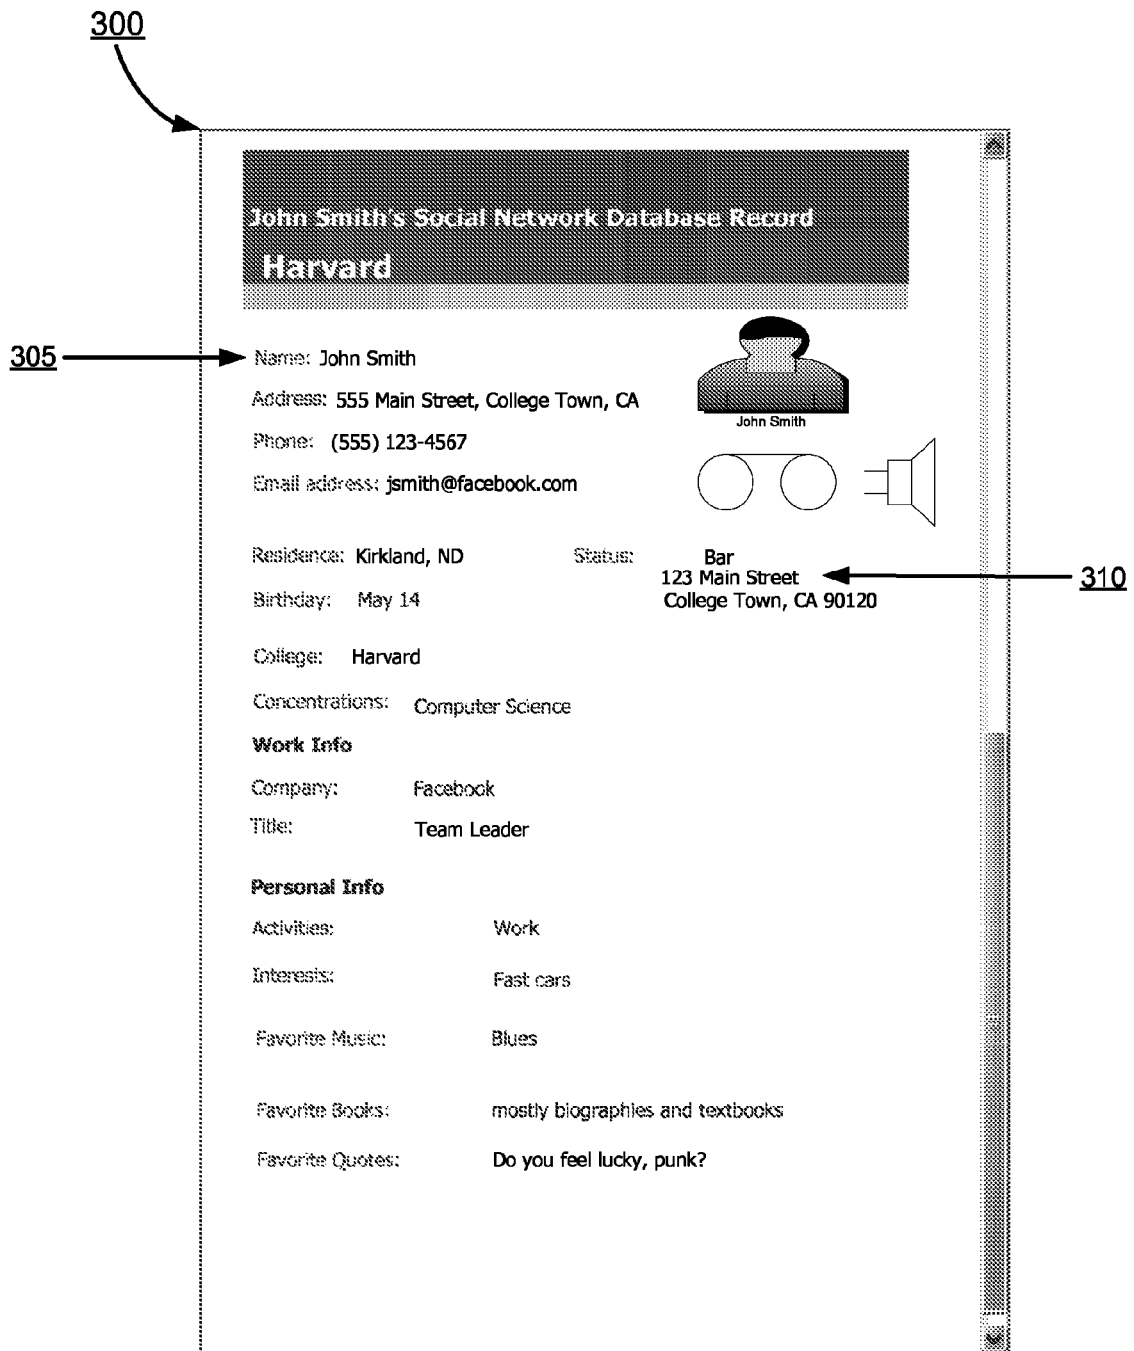 300
John Smith's Social Network Database Record
Harvard
305
Name: John Smith
Address: 555 Main Street, College Town, CA
John Smith
Phone: (555) 123-4567
Email address: jsmith@facebook.com
Residence: Kirkland, ND Status: Bar
123 Main Street
310
Birthday: May 14 College Town, CA 90120
College: Harvard
Concentrations: Computer Science
Work Info
Company: Facebook
Title: Team Leader
Personal Info
Activities: Work
Interests: Fast cars
Favorite Music: Blues
Favorite Books: mostly biographies and textbooks
Favorite Quotes: Do you feel lucky, punk?